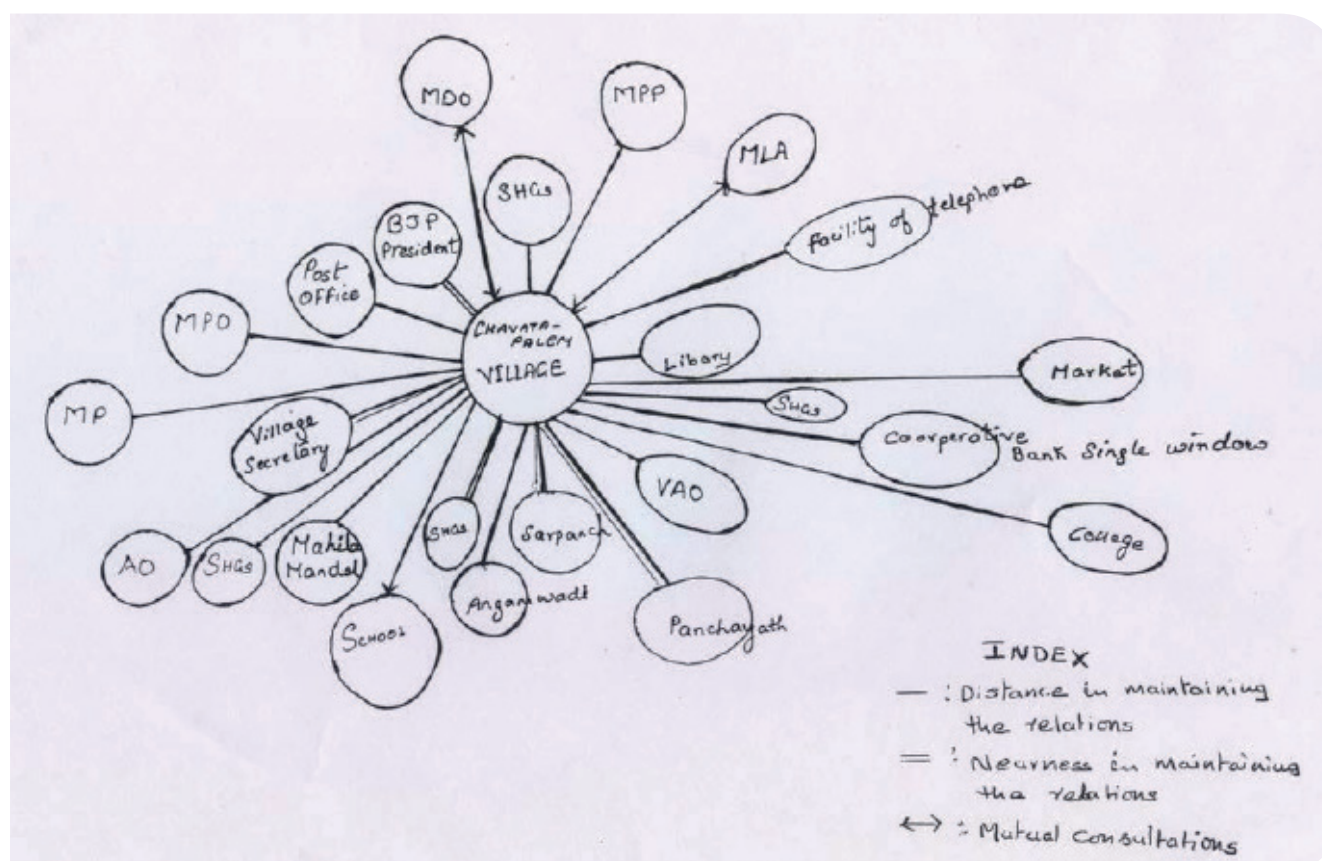 MDO
MPP
MLA
SHGs
BJP
President
Facility of telephone
Post
Office
MPO
CHAVATA-
PALEM
VILLAGE
Libary
Market
MP
SHGs
Village
Secretary
Coorperative
Bank Single window
VAO
SHGs
Sarpanch
College
AO
SHGs
Mahila
Mandal
Anganwadi
School
Panchayath
INDEX
— : Distance in maintaining
the relations
= : Nearness in maintaining
the relations
↔ : Mutual Consultations